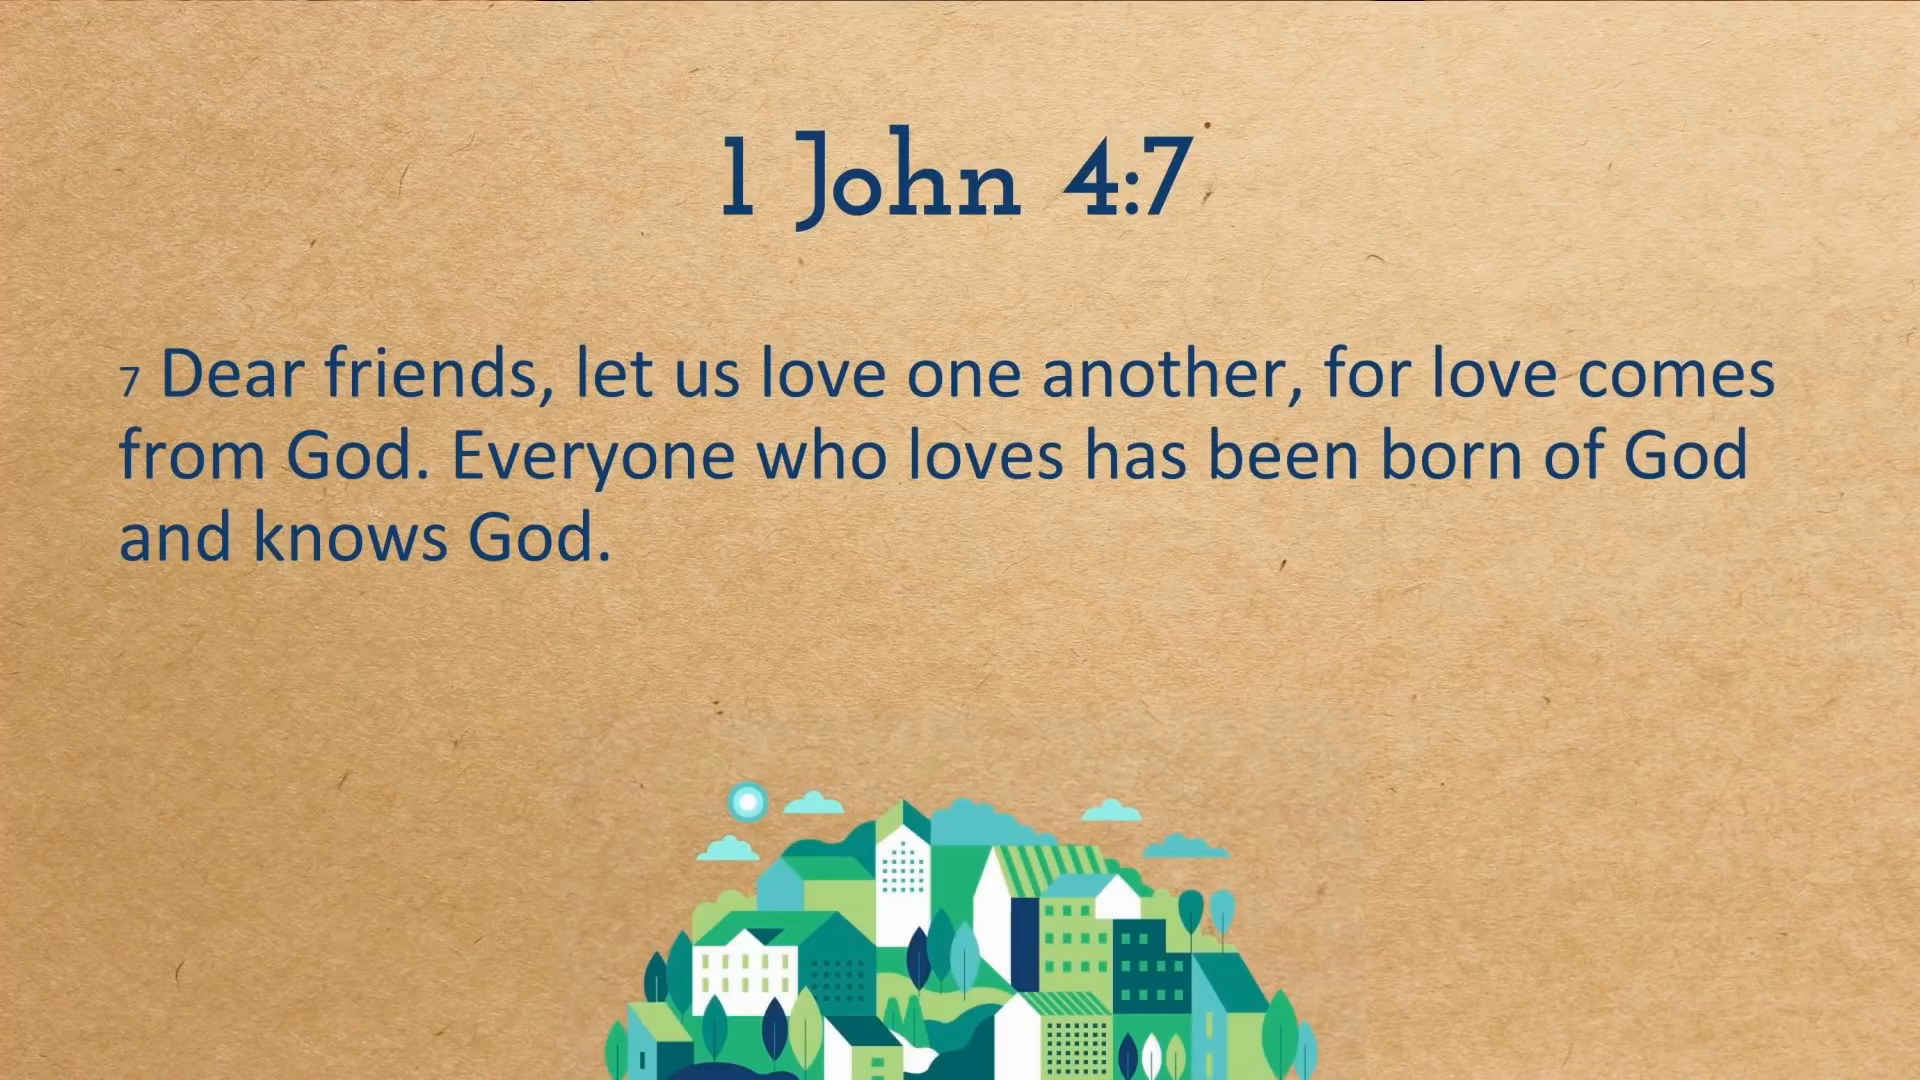 1 John 4:7
7 Dear friends, let us love one another, for love comes
from God. Everyone who loves has been born of God
and knows God.